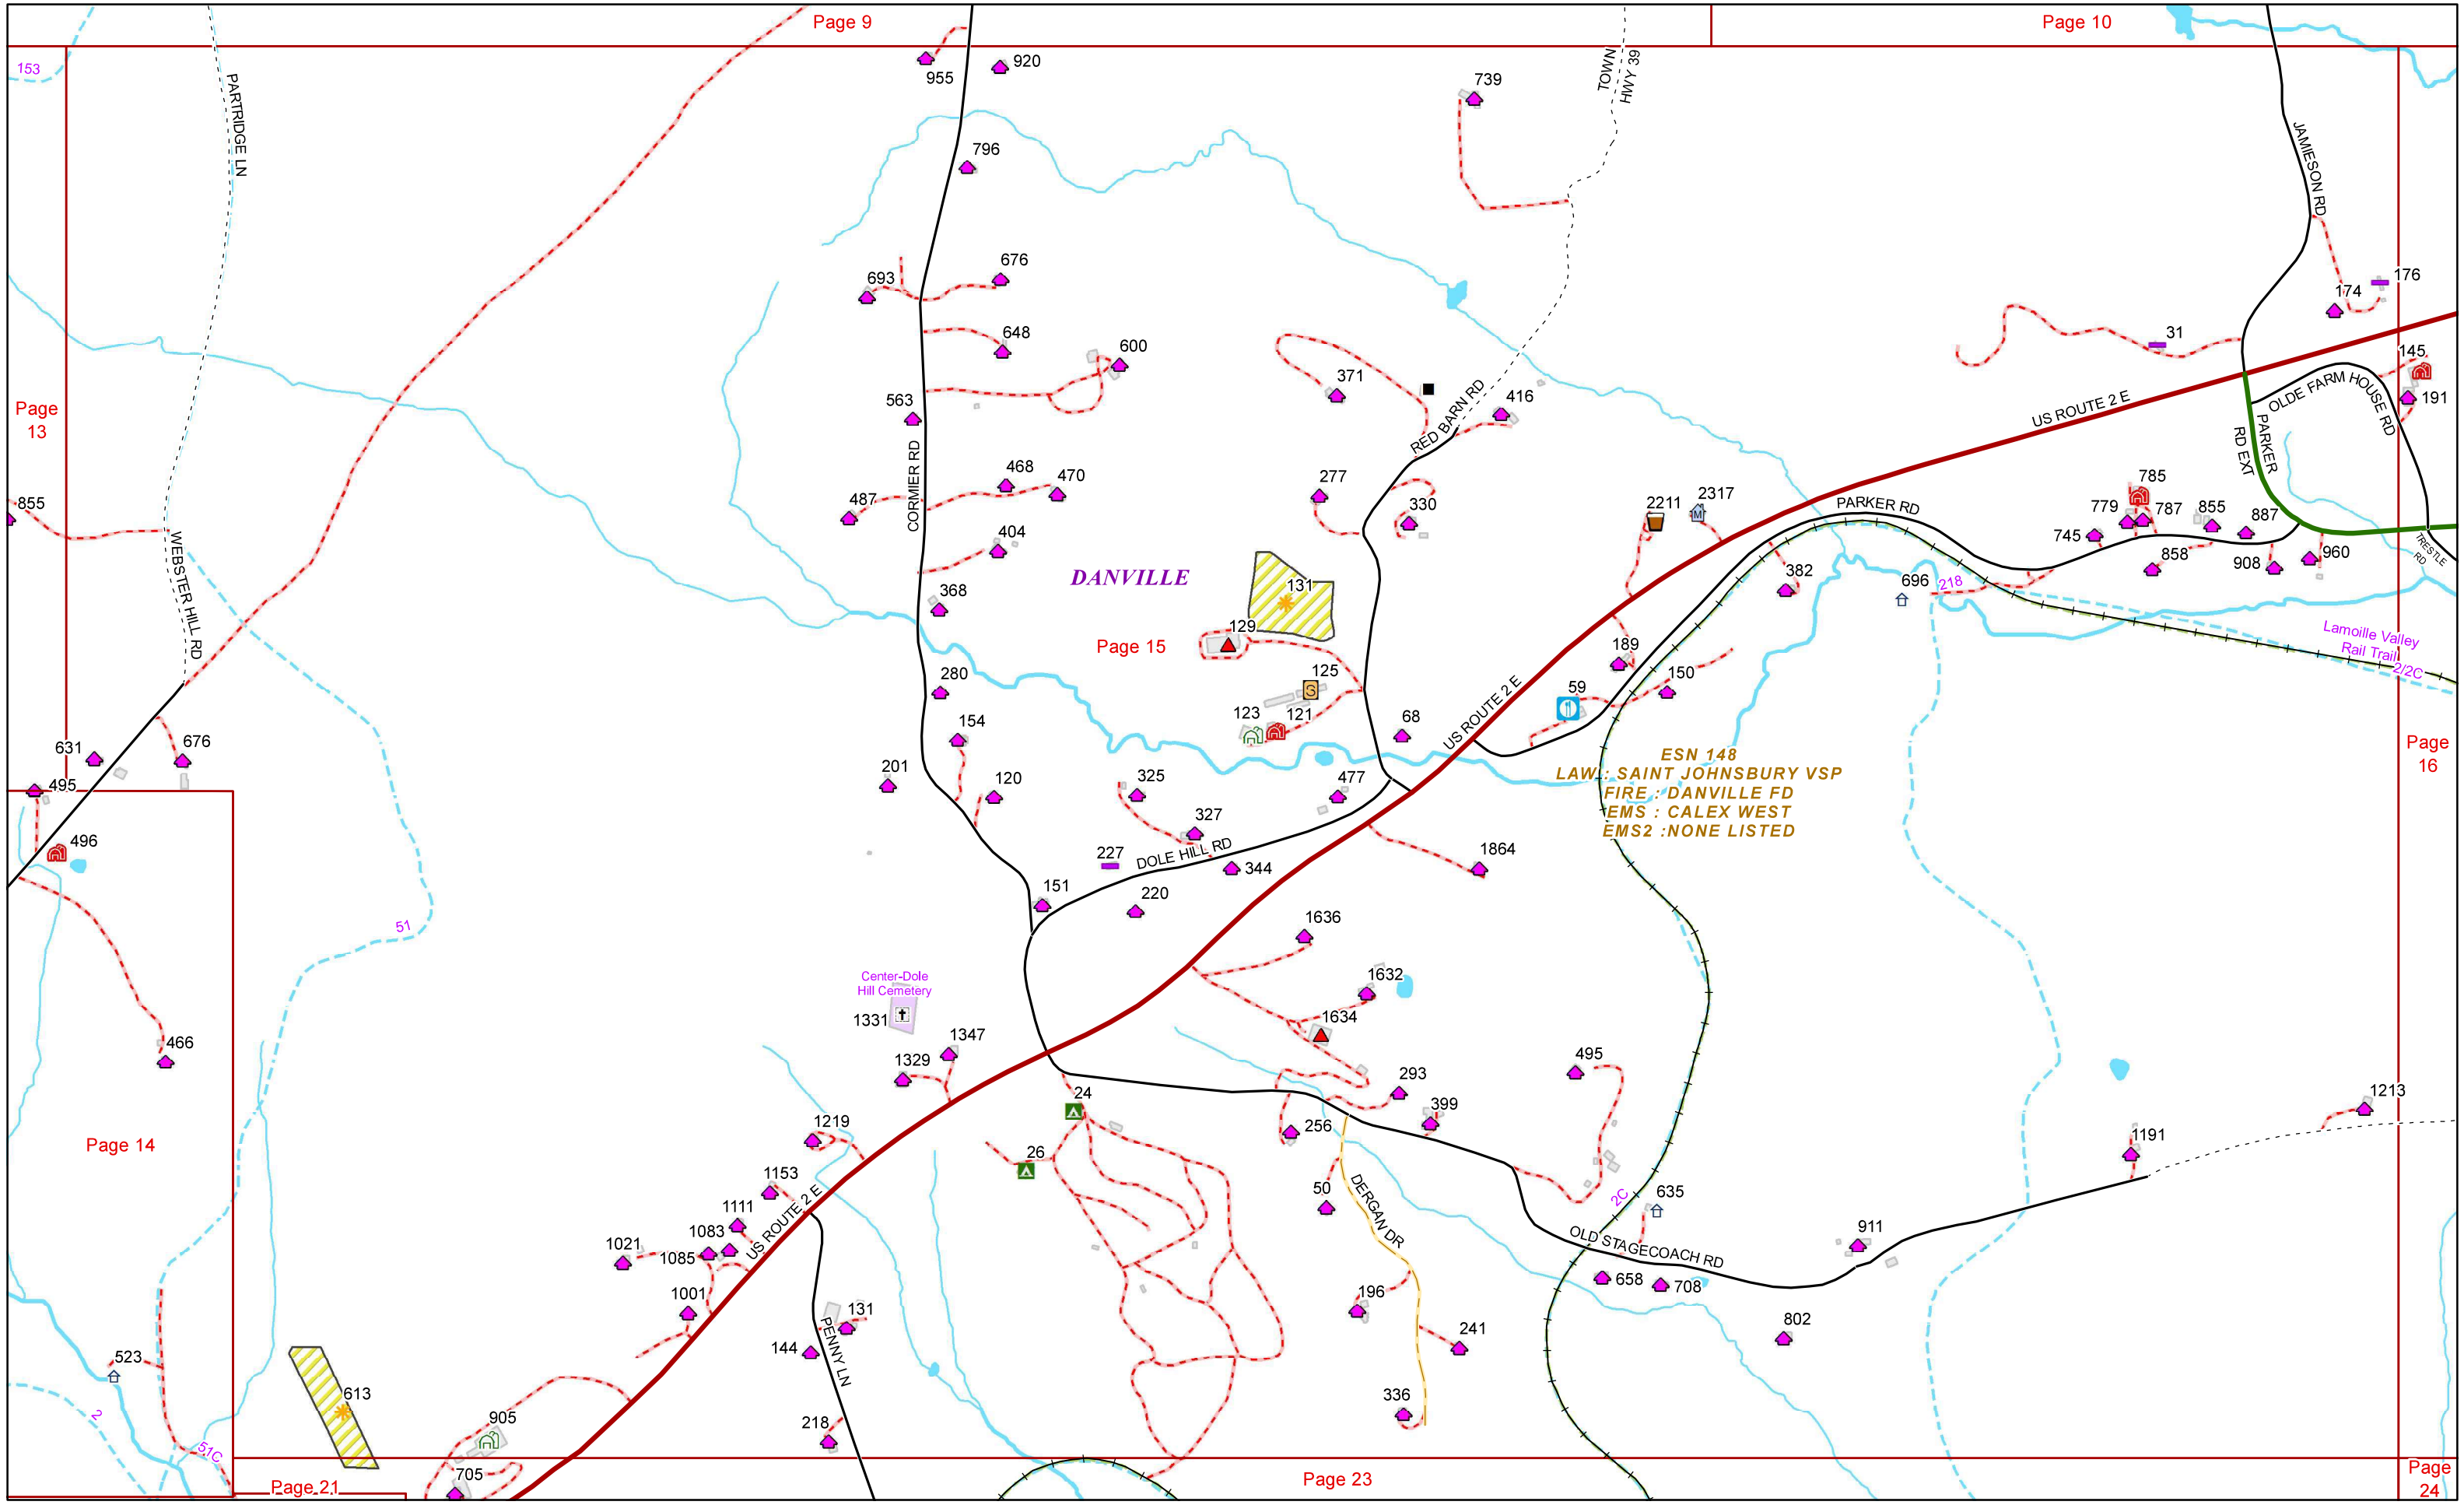 Page 9
Page 10
153
PARTRIDGE LN
955
920
739
TOWN
HWY 39
796
JAMIESON RD
693
676
176
174
648
600
31
371
145
563
416
RED BARN RD
US ROUTE 2 E
OLDE FARM HOUSE RD
191
Page
13
PARKER
RD EXT
CORMIER RD
468
470
277
785
487
330
2211
2317
PARKER RD
779
787
855
887
855
745
404
858
908
960
TRESTLE
RD
WEBSTER HILL RD
DANVILLE
131
382
696
218
368
129
Page 15
189
Lamoille Valley
Rail Trail
2/2C
280
125
150
59
123
121
68
US ROUTE 2 E
154
631
676
ESN 148
LAW : SAINT JOHNSBURY VSP
FIRE : DANVILLE FD
EMS : CALEX WEST
EMS2 :NONE LISTED
Page
16
495
201
120
325
477
327
496
227
DOLE HILL RD
344
1864
151
220
51
1636
Center-Dole
Hill Cemetery
1632
1331
1634
1347
466
1329
495
293
24
399
1213
1219
256
Page 14
1191
26
1153
50
DERGAN DR
2C
635
1111
US ROUTE 2 E
1083
1085
1021
OLD STAGECOACH RD
911
658
708
1001
196
131
144
PENNY LN
241
802
523
613
336
2
905
218
51C
705
Page 21
Page 23
Page
24